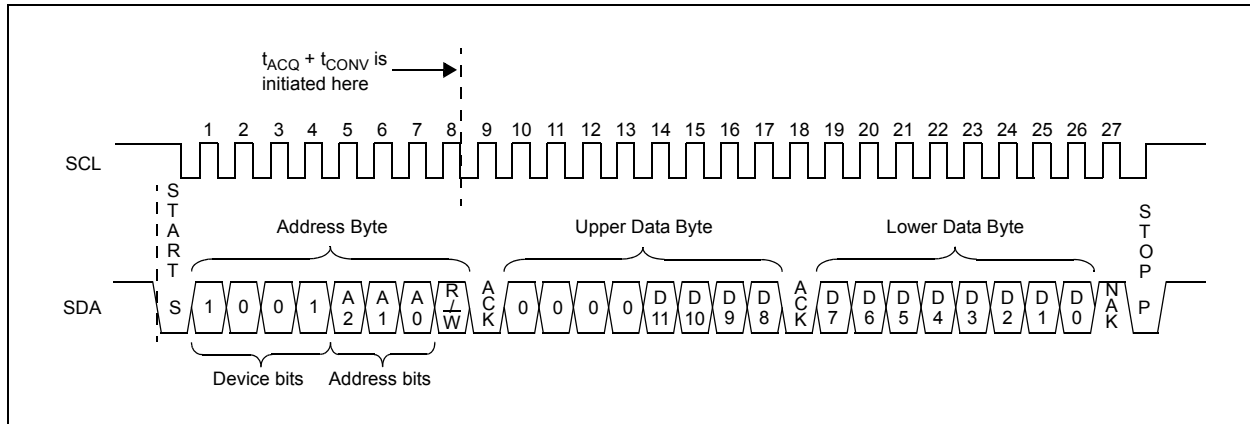 tACQ + tCONV is
initiated here
1 2 3 4 5 6 7 8 9 10 11 12 13 14 15 16 17 18 19 20 21 22 23 24 25 26 27
SCL
START
STOP
Address Byte
Upper Data Byte
Lower Data Byte
SDA
S 1 0 0 1 A2 A1 A0 R/W ACK 0 0 0 0 D11 D10 D9 D8 ACK D7 D6 D5 D4 D3 D2 D1 D0 NAK P
Device bits
Address bits